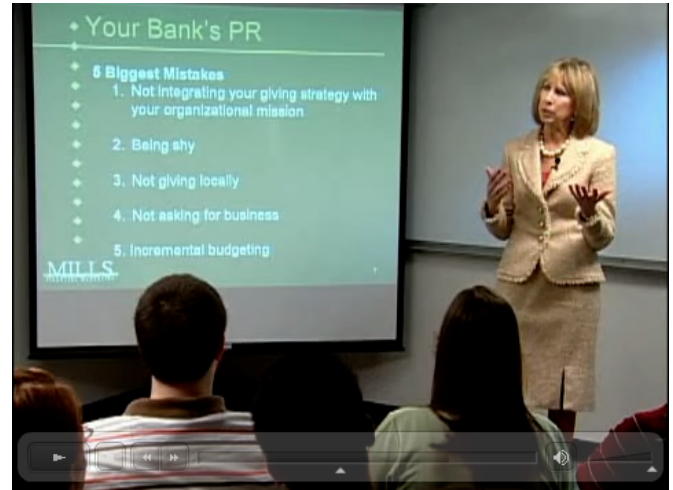 Your Bank's PR
5 Biggest Mistakes
1. Not integrating your giving strategy with
your organizational mission
2. Being shy
3. Not giving locally
4. Not asking for business
5. Incremental budgeting
MILLS